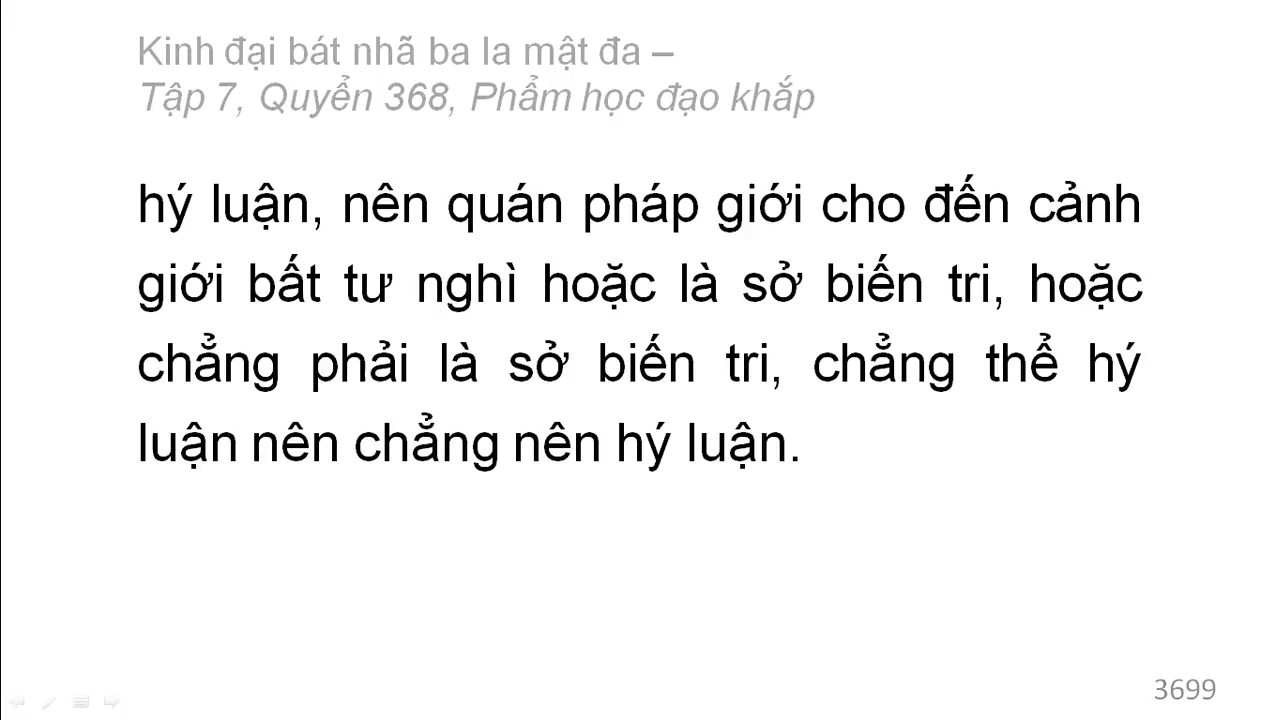 Kinh đại bát nhã ba la mật đa –
Tập 7, Quyển 368, Phẩm học đạo khắp
hý luận, nên quán pháp giới cho đến cảnh
giới bất tư nghì hoặc là sở biến tri, hoặc
chẳng phải là sở biến tri, chẳng thể hý
luận nên chẳng nên hý luận.
3699